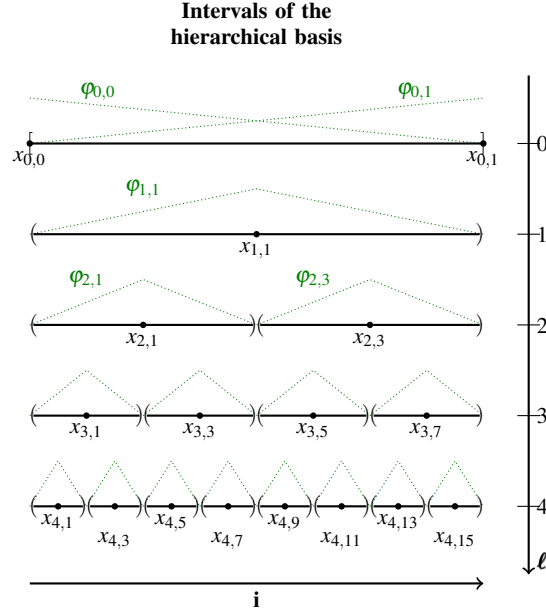 Intervals of the
hierarchical basis
φ0,0 φ0,1
0
x0,0 x0,1
φ1,1
1
x1,1
φ2,1 φ2,3
2
x2,1 x2,3
3
x3,1 x3,3 x3,5 x3,7
4
x4,1 x4,5 x4,9 x4,13
x4,3 x4,7 x4,11 x4,15
ℓ
i